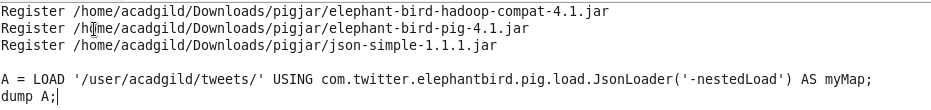 Register /home/acadgild/Downloads/pigjar/elephant-bird-hadoop-compat-4.1.jar
Register /home/acadgild/Downloads/pigjar/elephant-bird-pig-4.1.jar
Register /home/acadgild/Downloads/pigjar/json-simple-1.1.1.jar
A = LOAD '/user/acadgild/tweets/' USING com.twitter.elephantbird.pig.load.JsonLoader('-nestedLoad') AS myMap;
dump A;